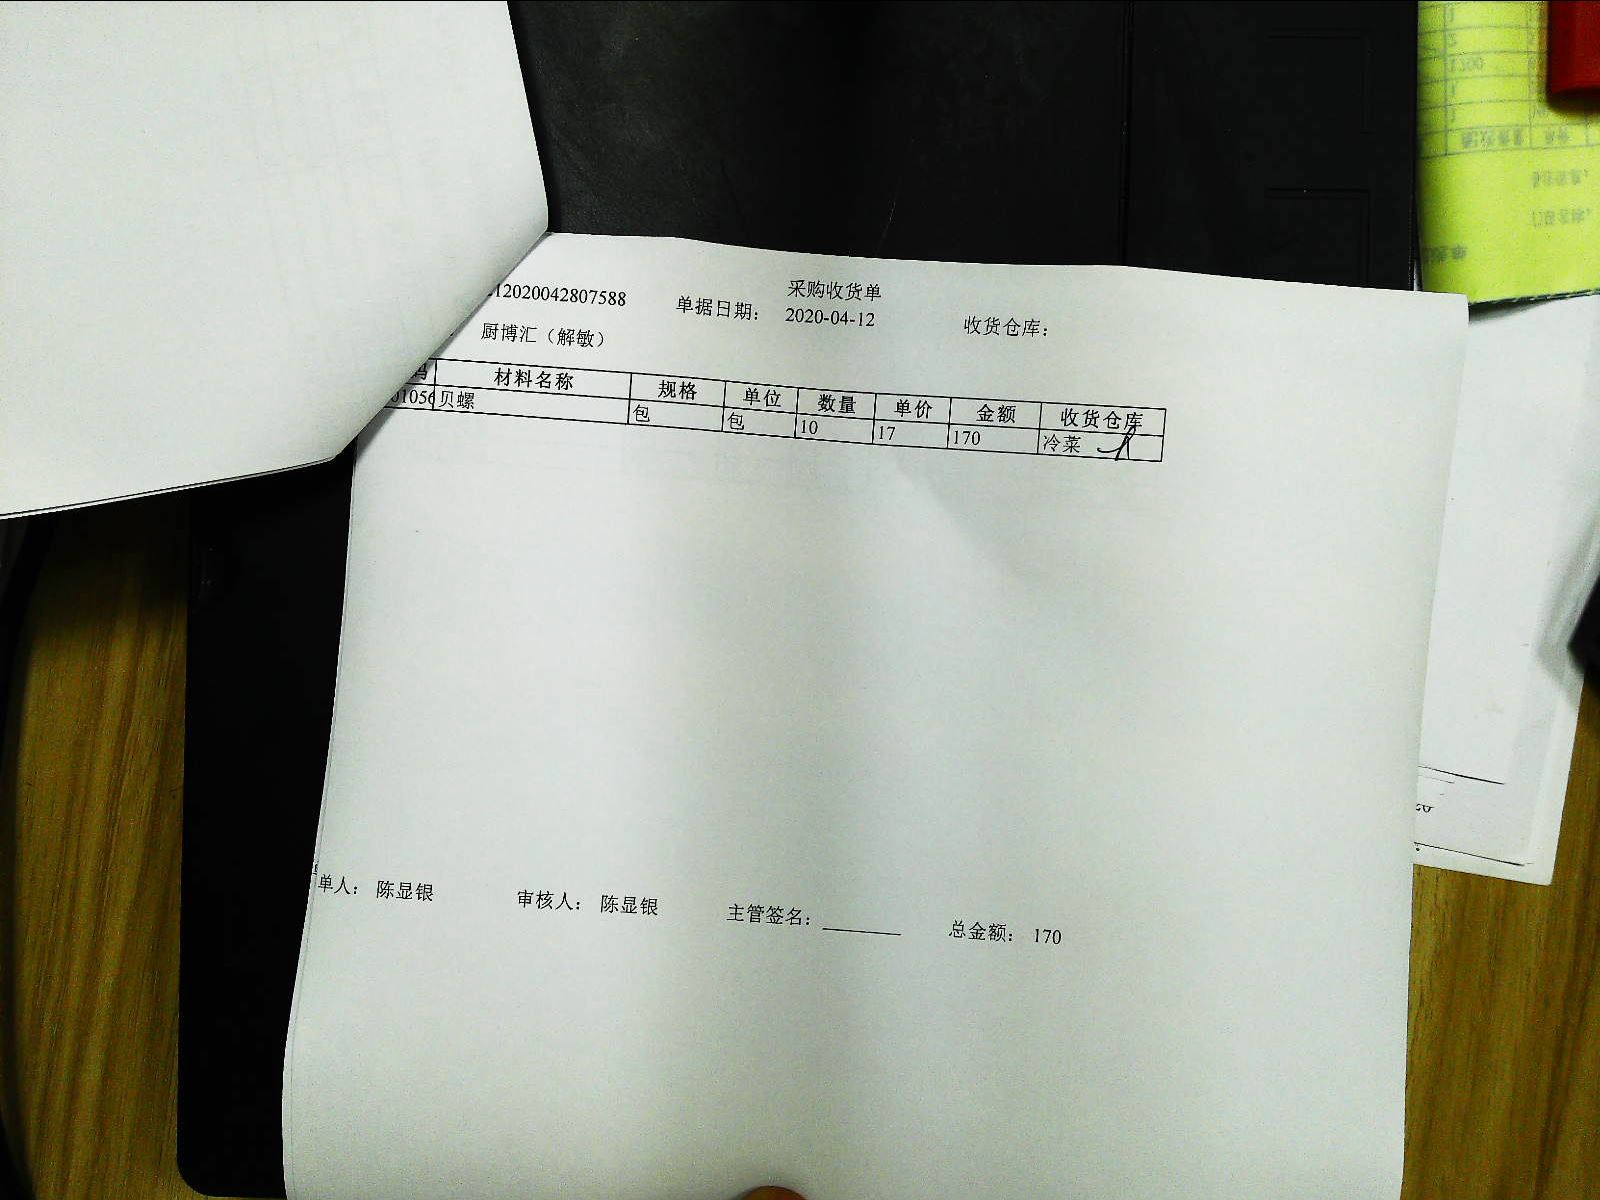 采购收货单
12020042807588 单据日期： 2020-04-12 收货仓库：
厨博汇（解敏）
码 材料名称 规格 单位 数量 单价 金额 收货仓库
01056 贝螺 包 包 10 17 170 冷菜
单人： 陈显银 审核人： 陈显银 主管签名： 总金额： 170
1200